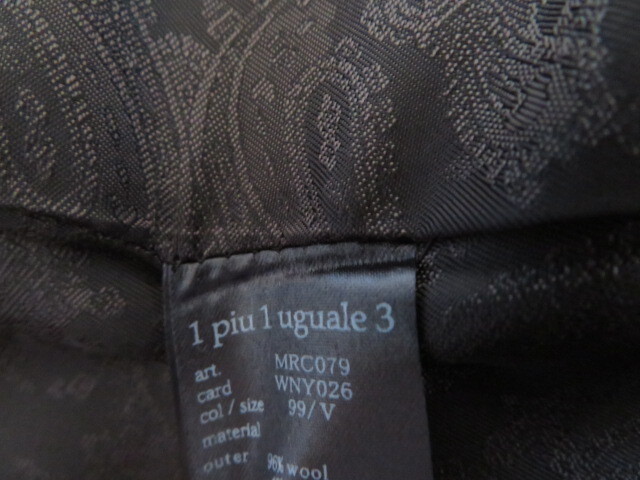 1 piu 1 uguale 3
art. MRC079
card WNY026
col / size 99 / V
material
outer 96% wool